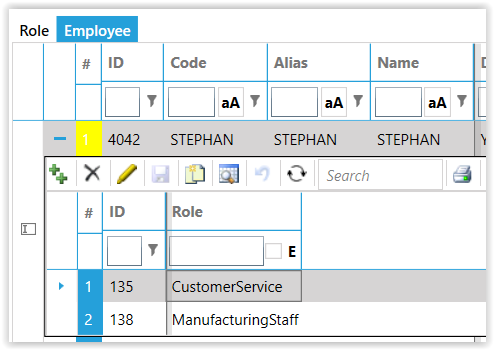 Role Employee
# ID Code Alias Name
aA aA aA
1 4042 STEPHAN STEPHAN STEPHAN
Search
# ID Role
E
1 135 CustomerService
2 138 ManufacturingStaff